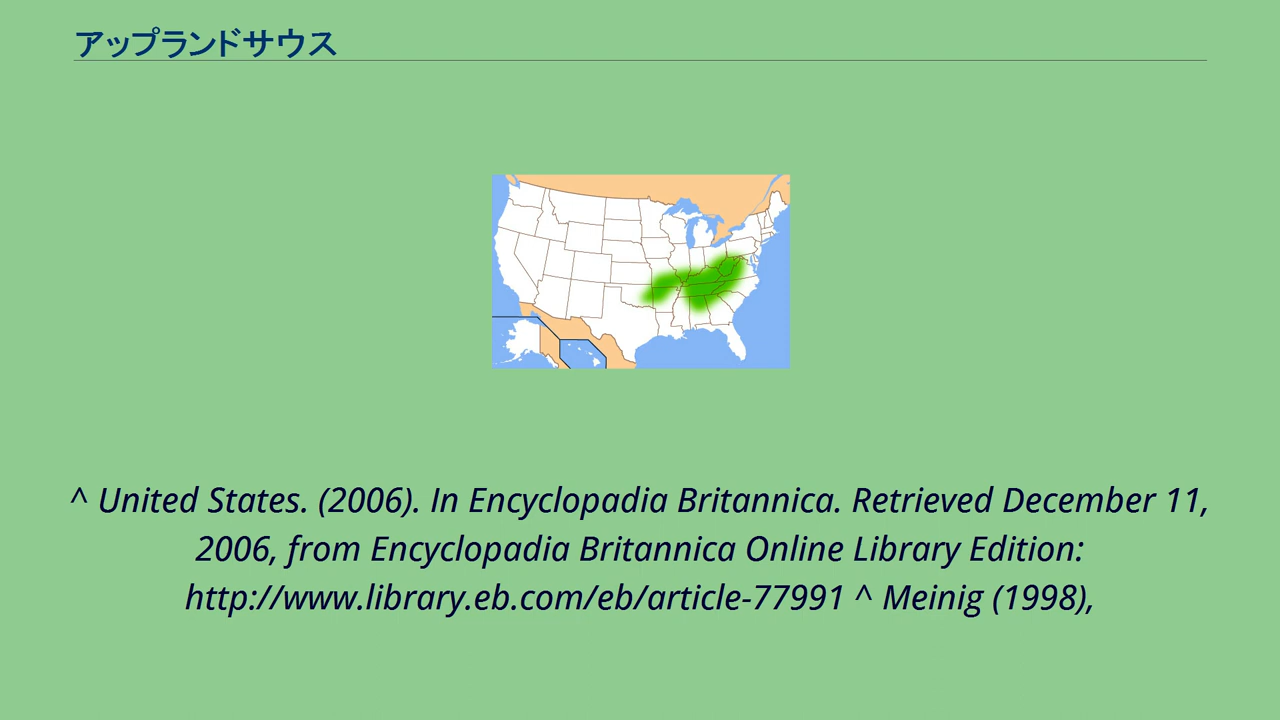 アップランドサウス
^ United States. (2006). In Encyclopadia Britannica. Retrieved December 11,
2006, from Encyclopadia Britannica Online Library Edition:
http://www.library.eb.com/eb/article-77991 ^ Meinig (1998),